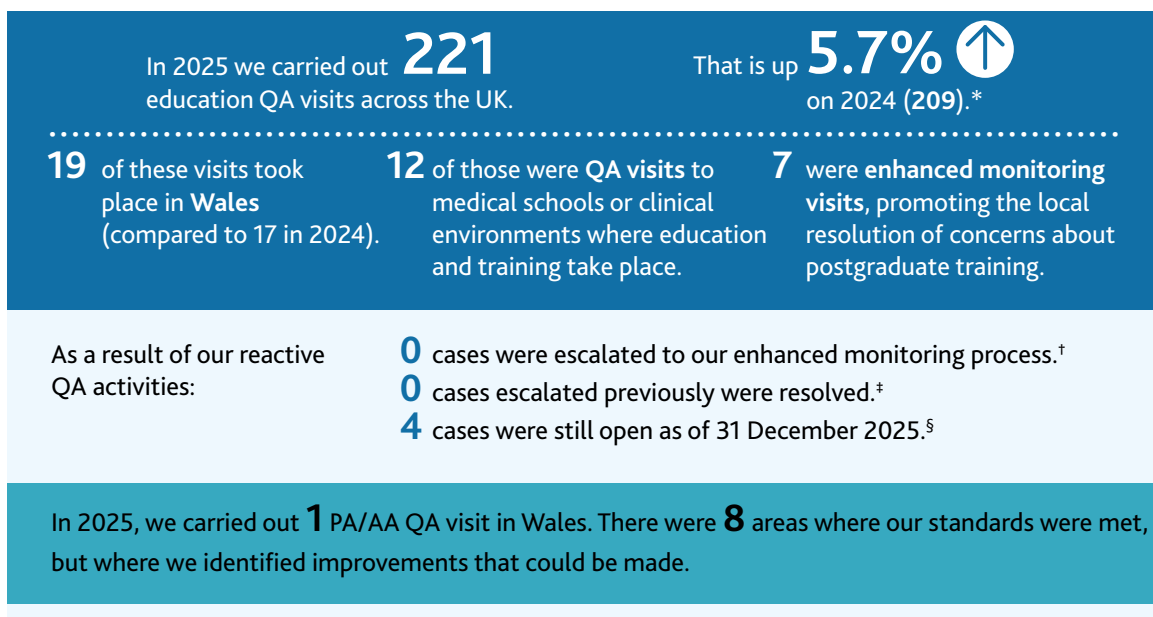 In 2025 we carried out 221
education QA visits across the UK.
That is up 5.7%
on 2024 (209).*
19 of these visits took
place in Wales
(compared to 17 in 2024).
12 of those were QA visits to
medical schools or clinical
environments where education
and training take place.
7 were enhanced monitoring
visits, promoting the local
resolution of concerns about
postgraduate training.
As a result of our reactive
QA activities:
0 cases were escalated to our enhanced monitoring process.†
0 cases escalated previously were resolved.‡
4 cases were still open as of 31 December 2025.§
In 2025, we carried out 1 PA/AA QA visit in Wales. There were 8 areas where our standards were met,
but where we identified improvements that could be made.